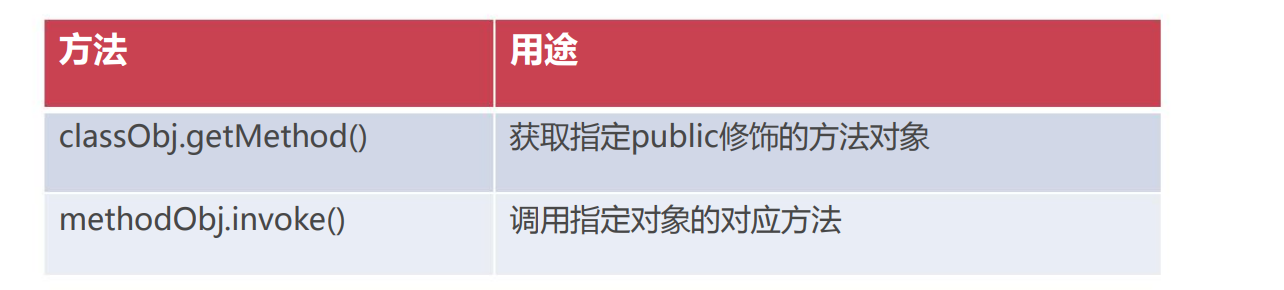 方法 用途
classObj.getMethod() 获取指定public修饰的方法对象
methodObj.invoke() 调用指定对象的对应方法